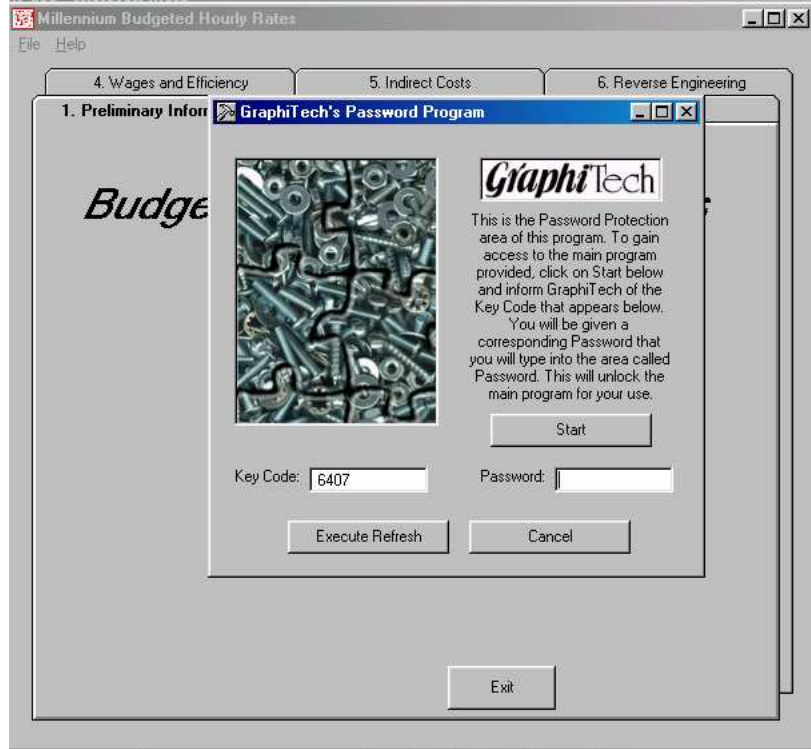 Millennium Budgeted Hourly Rates
File Help
4. Wages and Efficiency 5. Indirect Costs 6. Reverse Engineering
1. Preliminary Inforr
GraphiTech's Password Program
Budge
GraphiTech
This is the Password Protection
area of this program. To gain
access to the main program
provided, click on Start below
and inform GraphiTech of the
Key Code that appears below.
You will be given a
corresponding Password that
you will type into the area called
Password. This will unlock the
main program for your use.
Start
Key Code: 6407 Password:
Execute Refresh Cancel
Exit